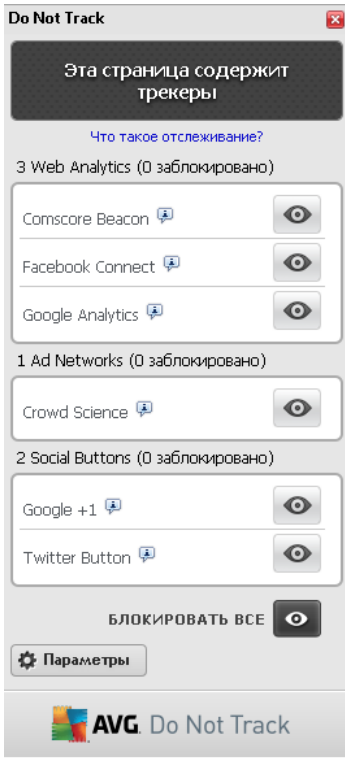 Do Not Track
Эта страница содержит
трекеры
Что такое отслеживание?
3 Web Analytics (0 заблокировано)
Comscore Beacon
Facebook Connect
Google Analytics
1 Ad Networks (0 заблокировано)
Crowd Science
2 Social Buttons (0 заблокировано)
Google +1
Twitter Button
БЛОКИРОВАТЬ ВСЕ
Параметры
AVG. Do Not Track